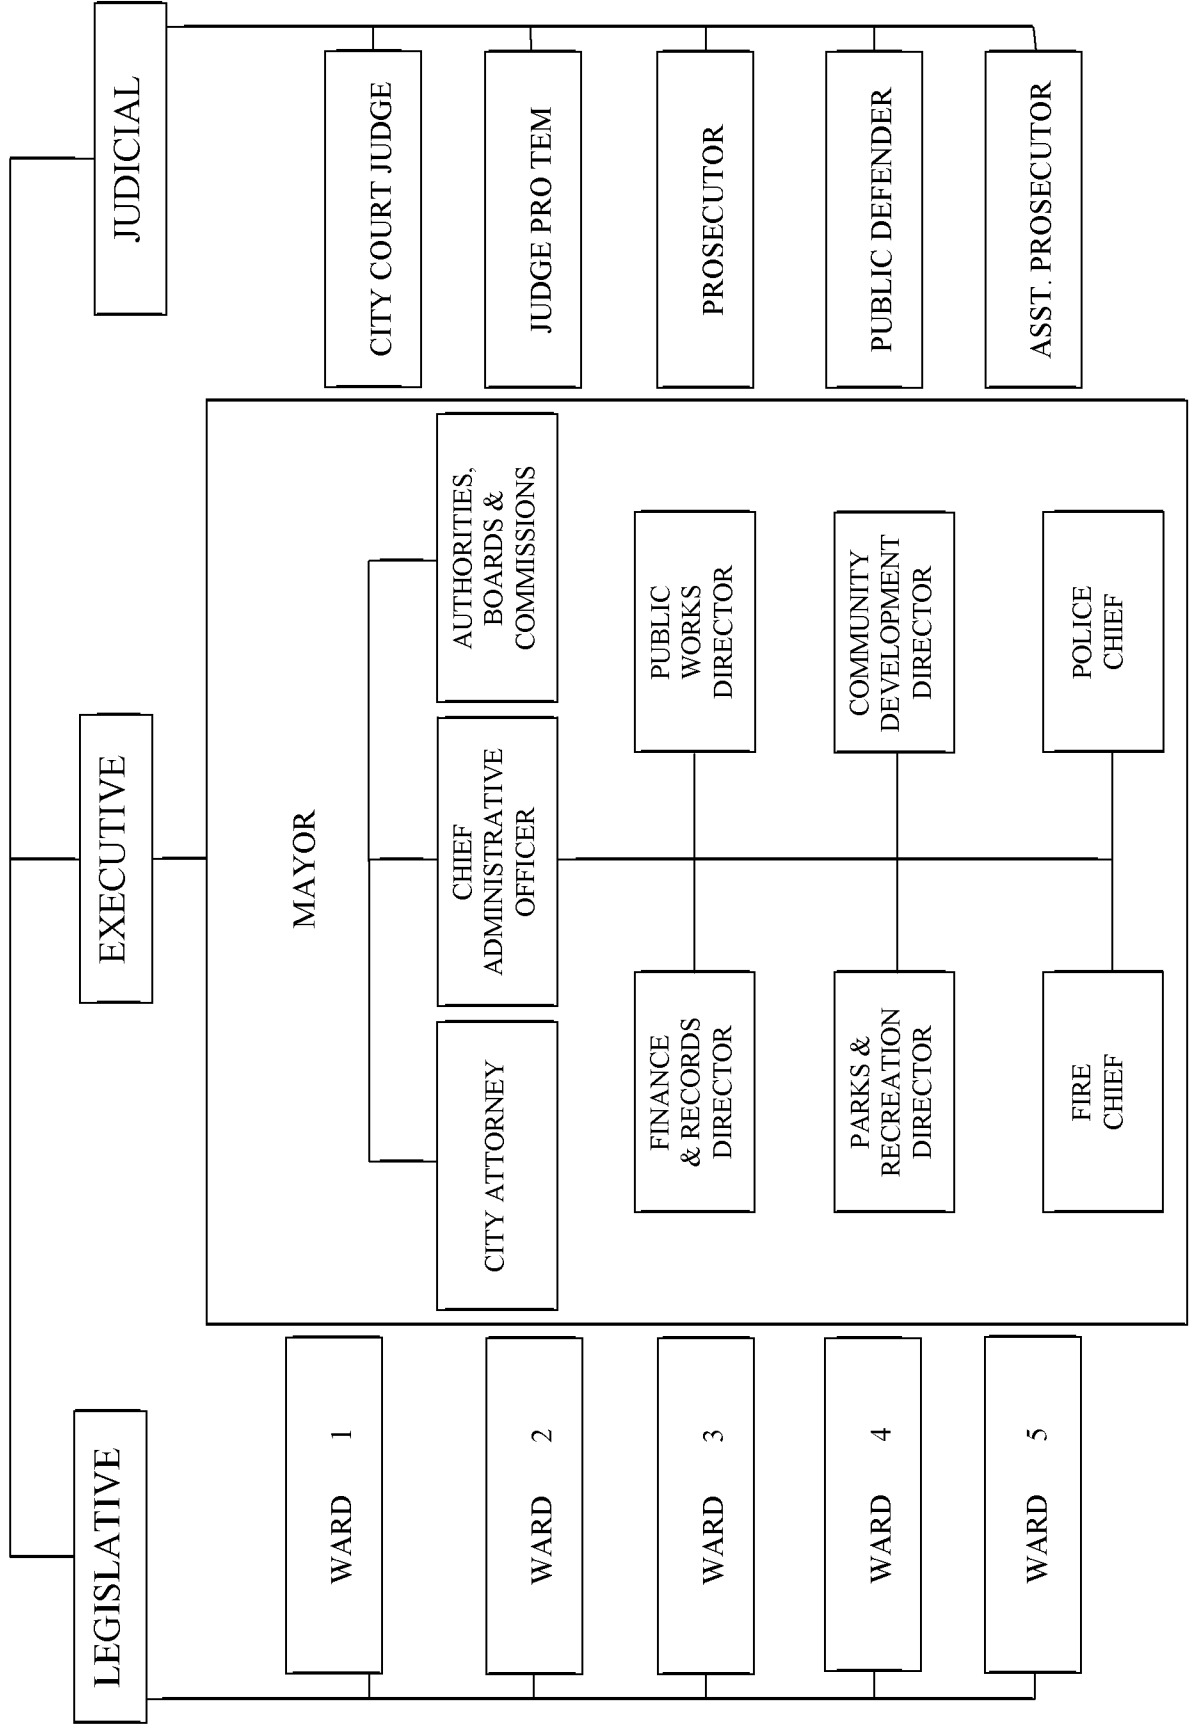 LEGISLATIVE
EXECUTIVE
JUDICIAL
WARD 1
WARD 2
WARD 3
WARD 4
WARD 5
MAYOR
CITY ATTORNEY
CHIEF
ADMINISTRATIVE
OFFICER
AUTHORITIES,
BOARDS &
COMMISSIONS
FINANCE
& RECORDS
DIRECTOR
PUBLIC
WORKS
DIRECTOR
PARKS &
RECREATION
DIRECTOR
COMMUNITY
DEVELOPMENT
DIRECTOR
FIRE
CHIEF
POLICE
CHIEF
CITY COURT JUDGE
JUDGE PRO TEM
PROSECUTOR
PUBLIC DEFENDER
ASST. PROSECUTOR